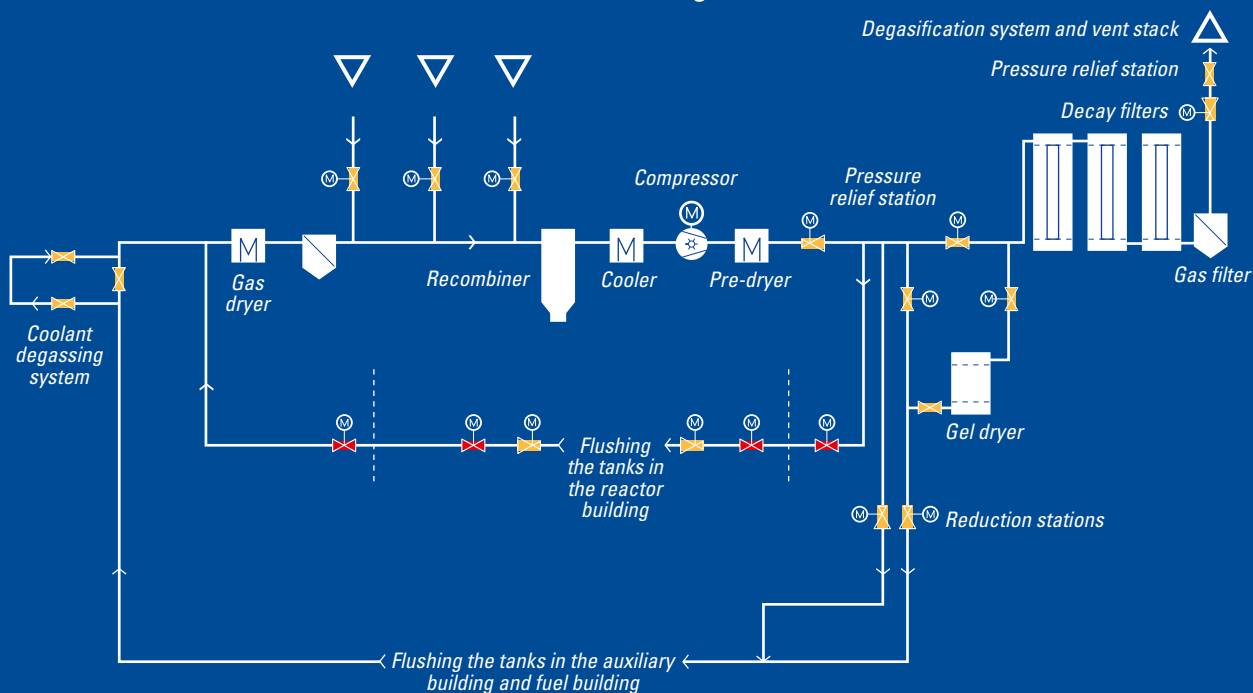 Degasification system and vent stack
Pressure relief station
M
Decay filters
Compressor
Pressure
relief station
M
M
M
M
M
M
M
M
M
M
Gas
dryer
Recombiner
Cooler
Pre-dryer
Gas filter
Coolant
degassing
system
M
M
M
M
M
M
M
M
Gel dryer
Flushing
the tanks in
the reactor
building
M
M
Reduction stations
Flushing the tanks in the auxiliary
building and fuel building